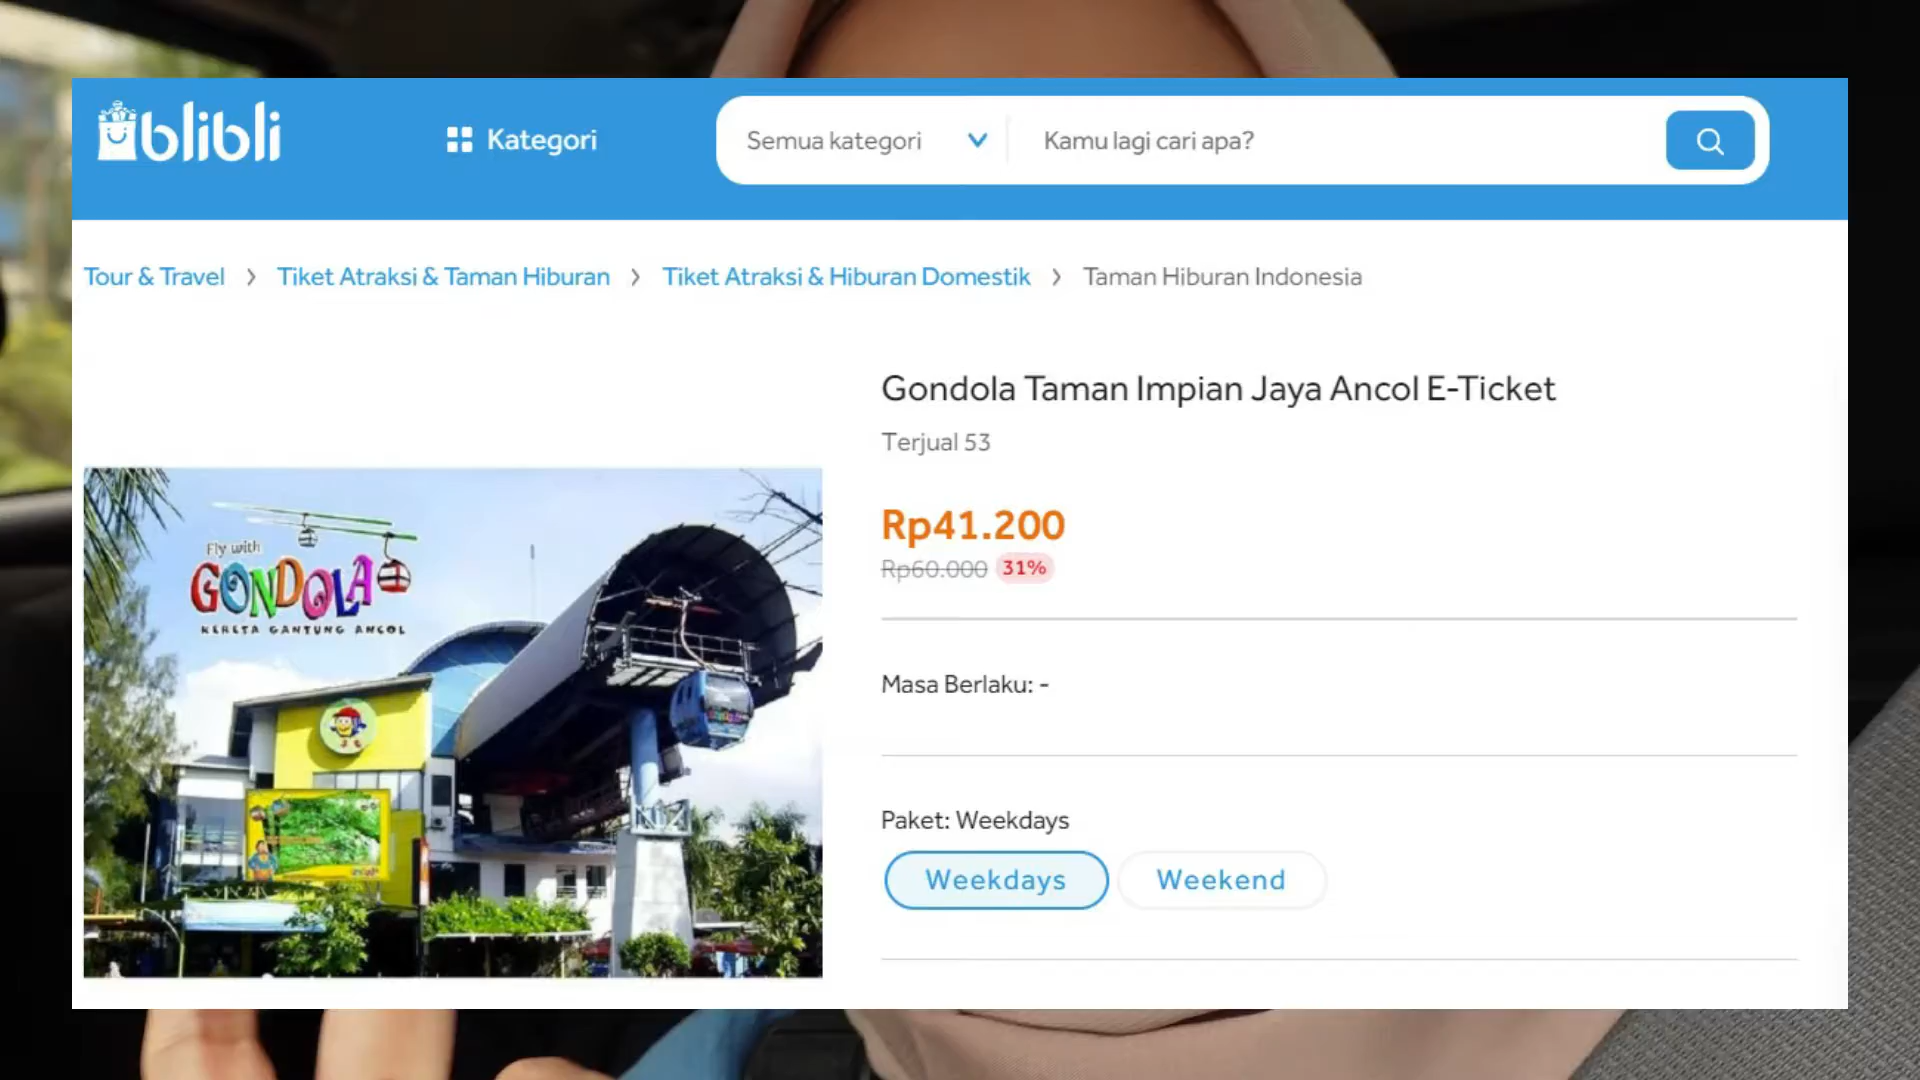 blibli
Kategori
Semua kategori
Kamu lagi cari apa?
Tour & Travel > Tiket Atraksi & Taman Hiburan > Tiket Atraksi & Hiburan Domestik > Taman Hiburan Indonesia
Gondola Taman Impian Jaya Ancol E-Ticket
Terjual 53
Rp41.200
Rp60.000 31%
Masa Berlaku: -
Paket: Weekdays
Weekdays
Weekend
Fly with
GONDOLA
KERETA GANTUNG ANCOL